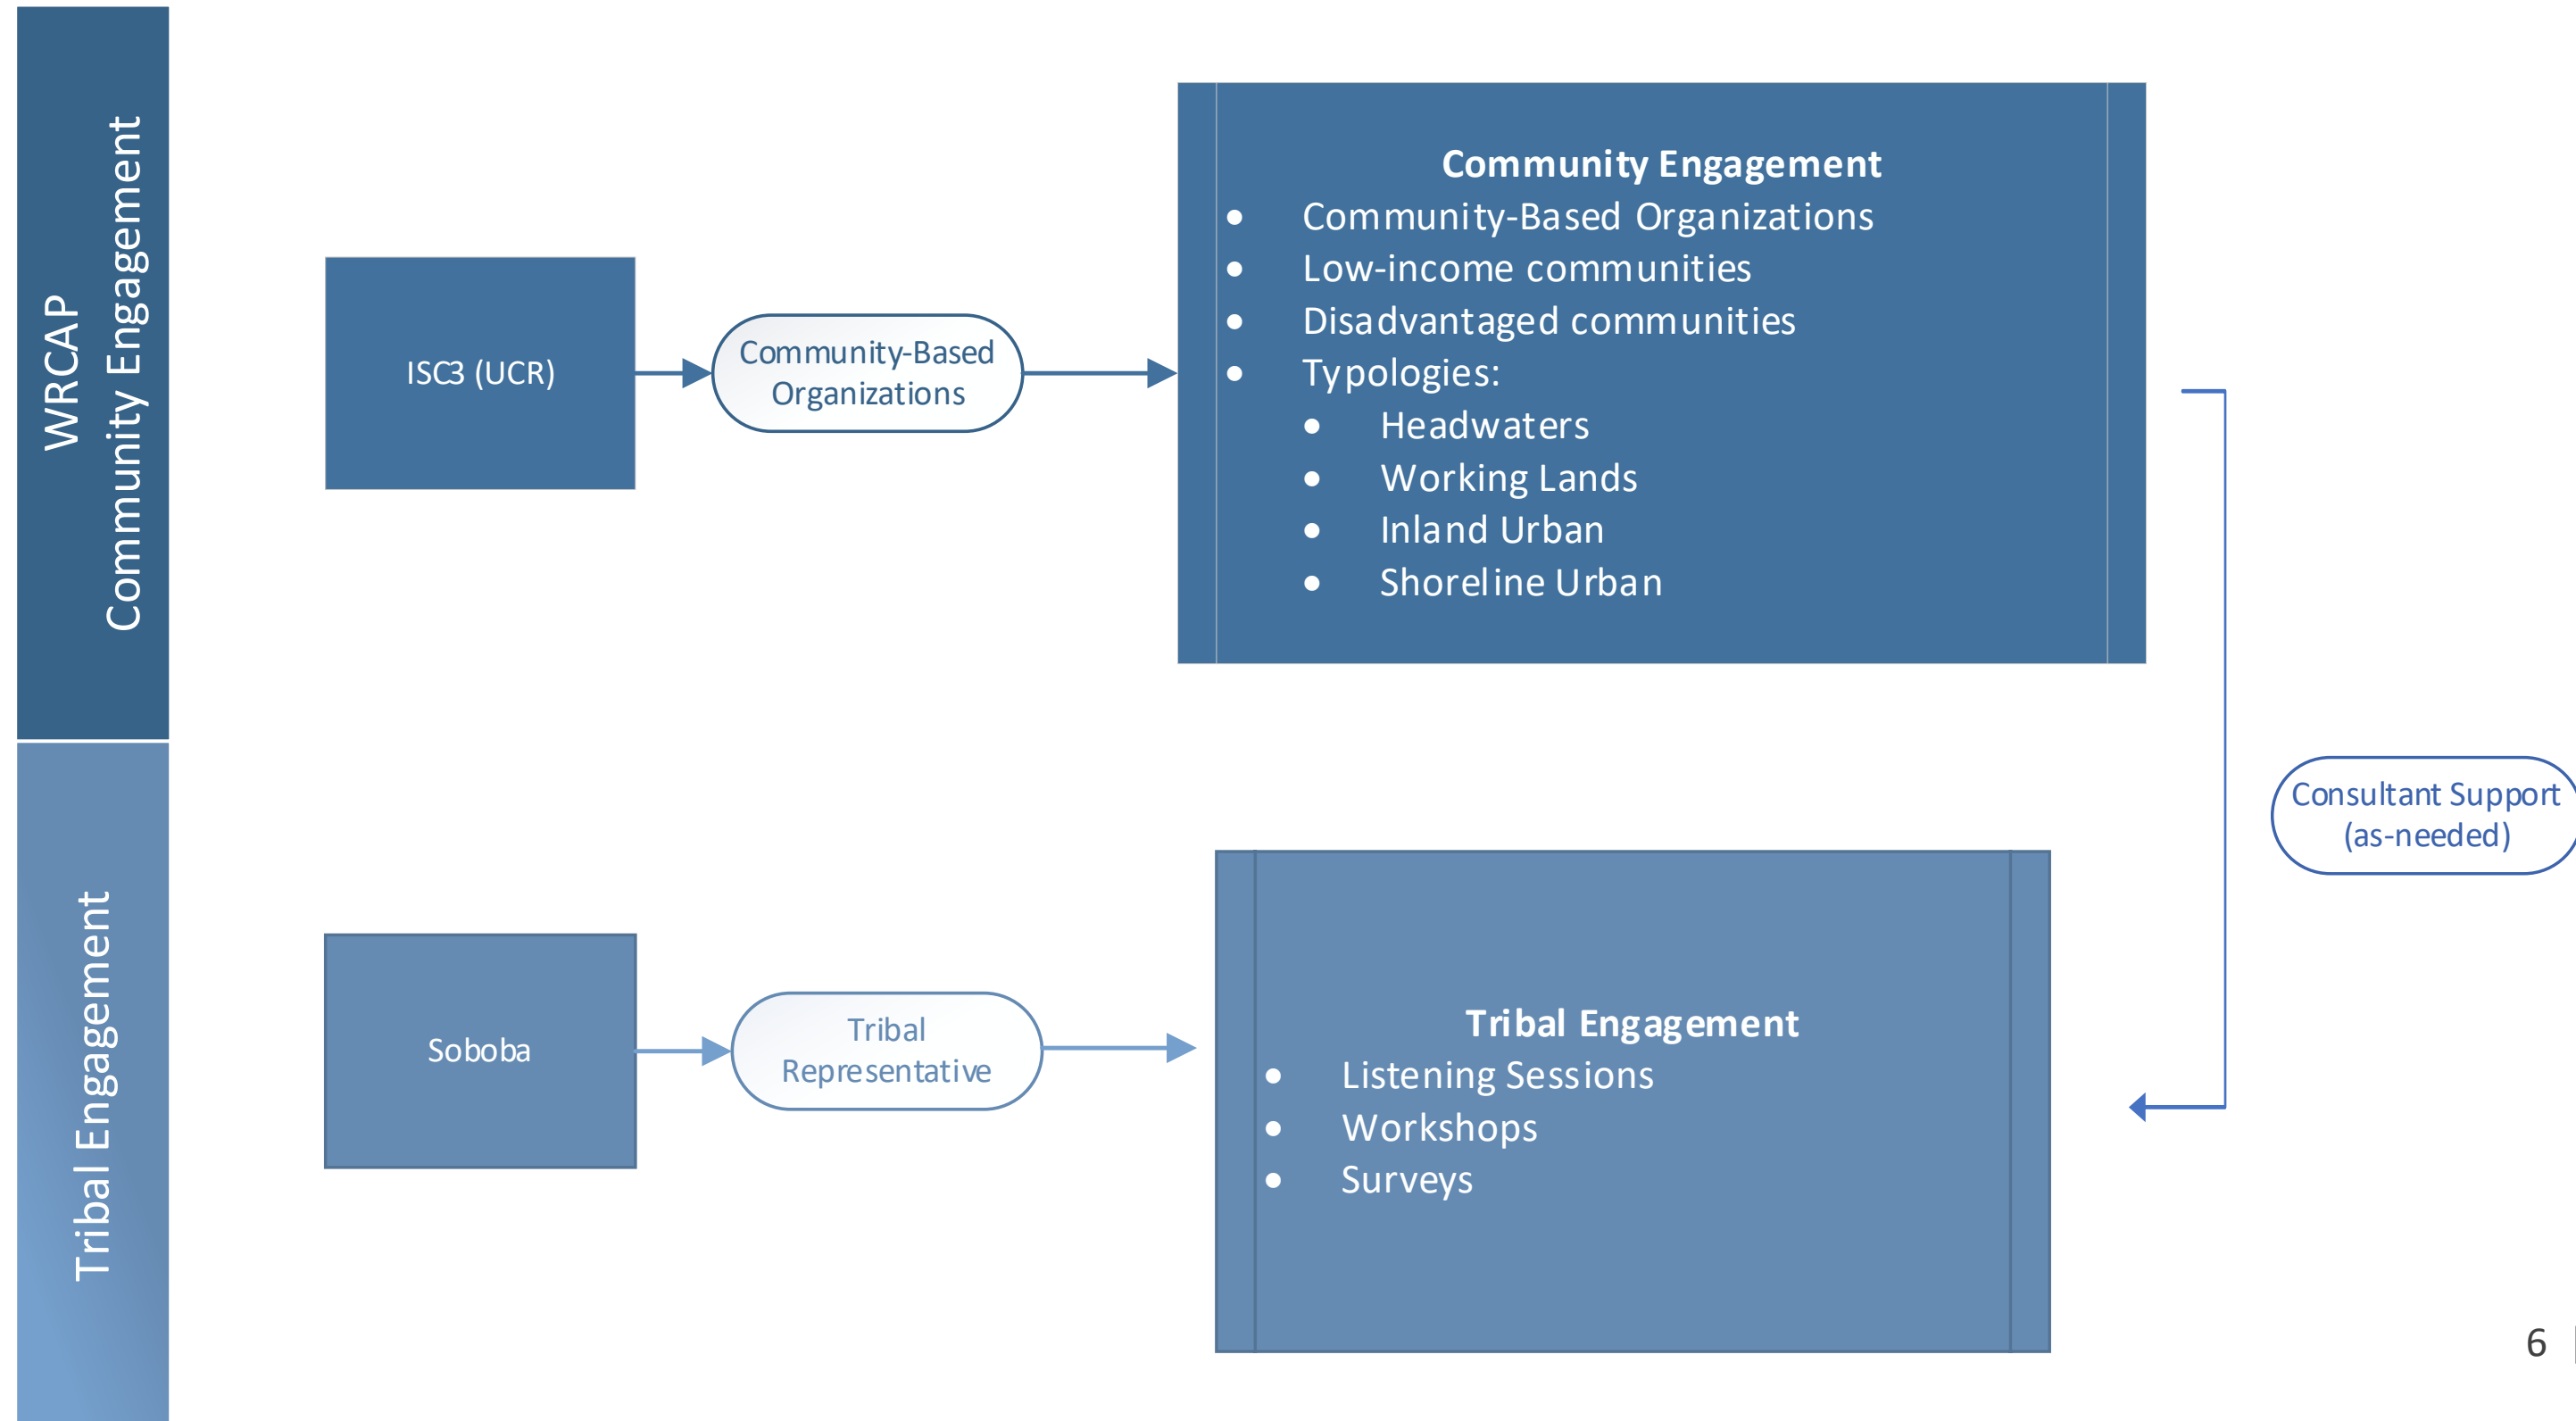 WRCAP
Community Engagement
ISC3 (UCR)
Community-Based
Organizations
Community Engagement
• Community-Based Organizations
• Low-income communities
• Disadvantaged communities
• Typologies:
• Headwaters
• Working Lands
• Inland Urban
• Shoreline Urban
Consultant Support
(as-needed)
Tribal Engagement
Soboba
Tribal
Representative
Tribal Engagement
• Listening Sessions
• Workshops
• Surveys
6 |